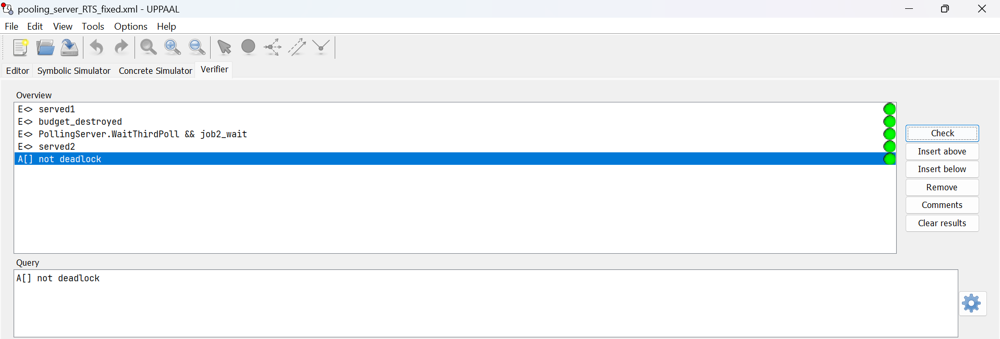 pooling_server_RTS_fixed.xml - UPPAAL
File Edit View Tools Options Help
Editor Symbolic Simulator Concrete Simulator Verifier
Overview
E<> served1
E<> budget_destroyed
E<> PollingServer.WaitThirdPoll && job2_wait
E<> served2
A[] not deadlock
Check
Insert above
Insert below
Remove
Comments
Clear results
Query
A[] not deadlock